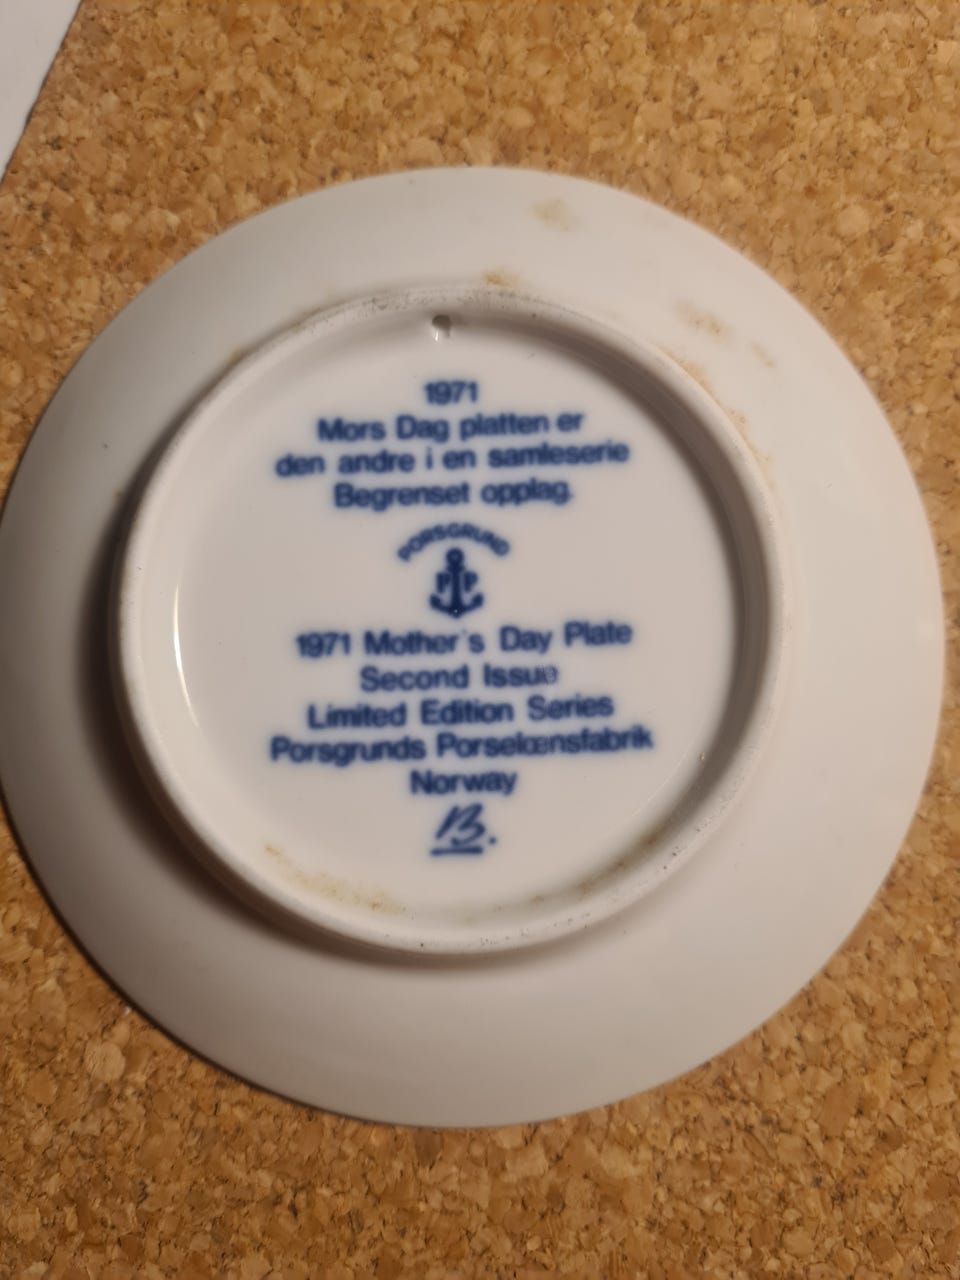 1971
Mors Dag platten er
den andre i en samleserie
Begrenset opplag.
PORSGRUND
P P
1971 Mother's Day Plate
Second Issue
Limited Edition Series
Porsgrunds Porselænsfabrik
Norway
B.